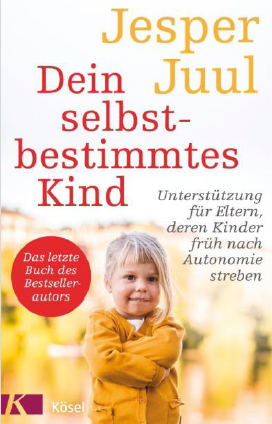 Jesper
Juul
Dein
selbst-
bestimmtes
Kind
Unterstützung
für Eltern,
deren Kinder
früh nach
Autonomie
streben
Das letzte
Buch des
Bestseller-
autors
K Kösel